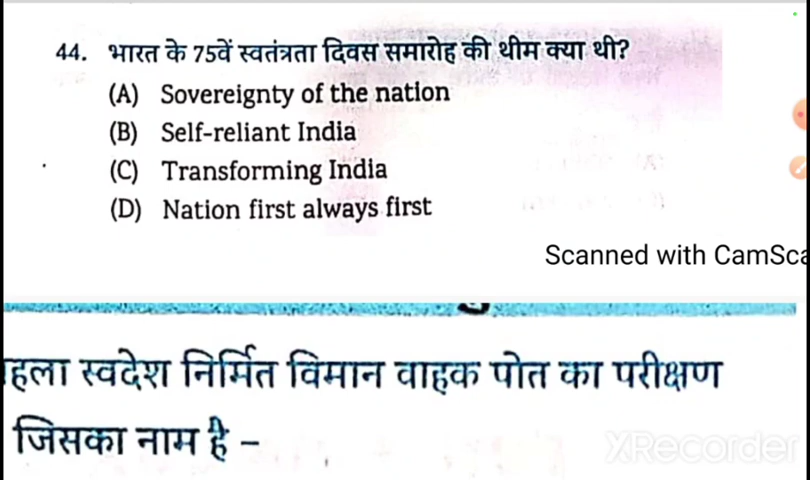 44. भारत के 75वें स्वतंत्रता दिवस समारोह की थीम क्या थी?
(A) Sovereignty of the nation
(B) Self-reliant India
(C) Transforming India
(D) Nation first always first
Scanned with CamSca
हला स्वदेश निर्मित विमान वाहक पोत का परीक्षण
जिसका नाम है –
XRecorder